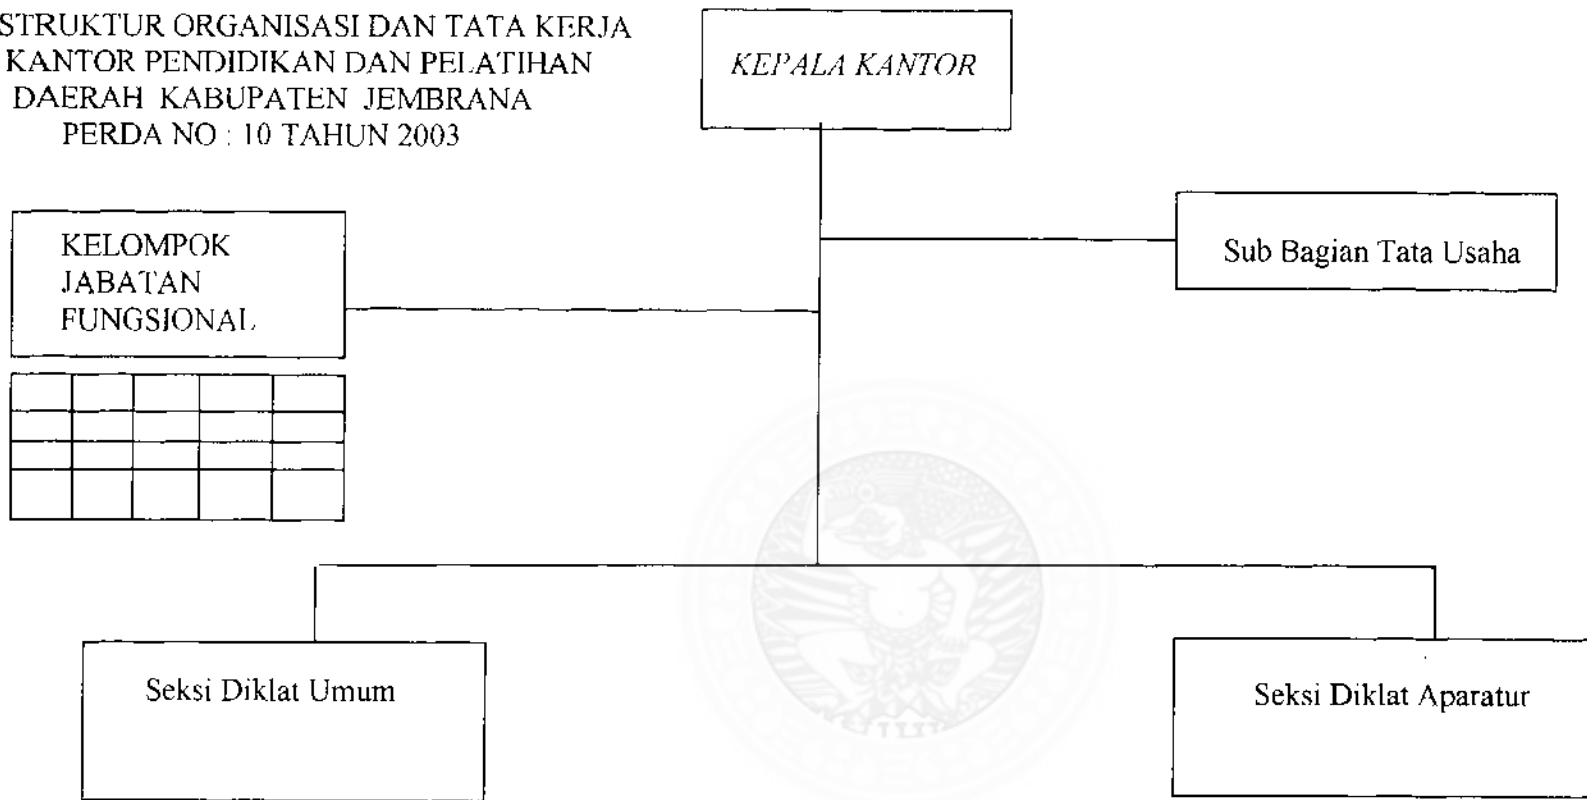 STRUKTUR ORGANISASI DAN TATA KERJA
KANTOR PENDIDIKAN DAN PELATIHAN
DAERAH KABUPATEN JEMBRANA
PERDA NO : 10 TAHUN 2003
KEPALA KANTOR
KELOMPOK
JABATAN
FUNGSIONAL
Sub Bagian Tata Usaha
Seksi Diklat Umum
Seksi Diklat Aparatur